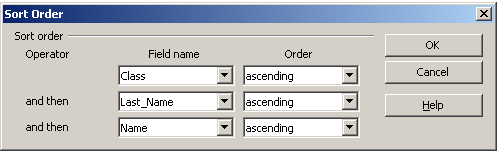 Sort Order
Sort order
Operator Field name Order OK
Class ascending Cancel
and then Last_Name ascending Help
and then Name ascending